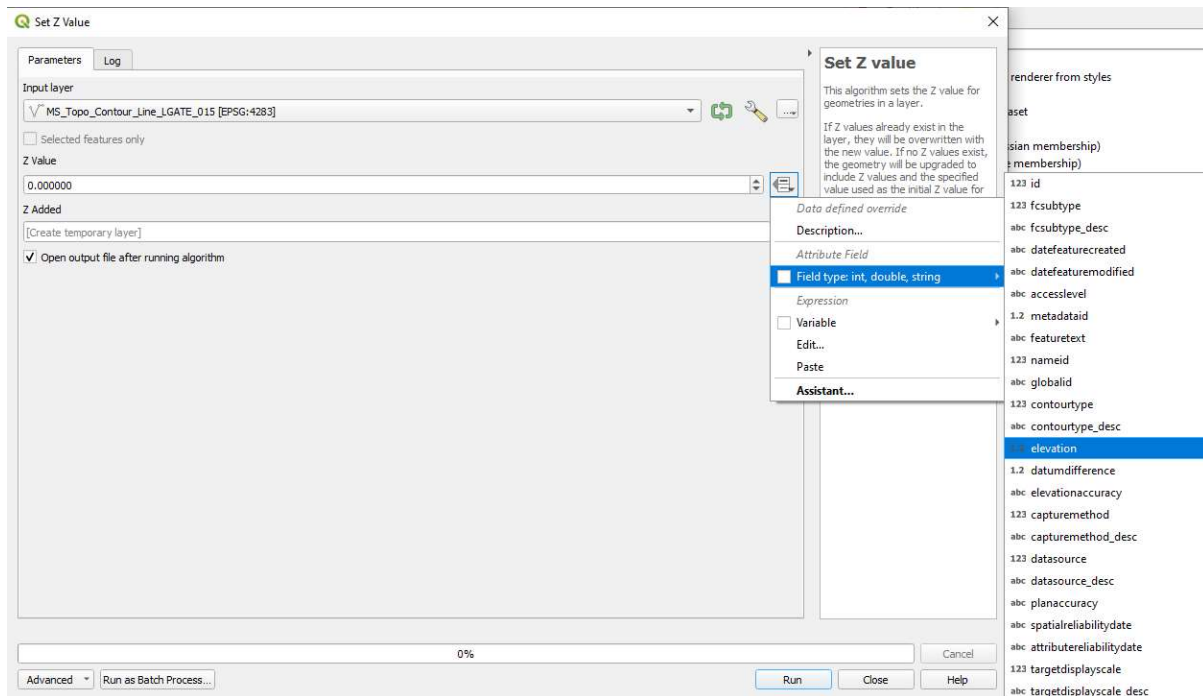 Set Z Value
Parameters
Log
Input layer
MS_Topo_Contour_Line_LGATE_015 [EPSG:4283]
Selected features only
Z Value
0.000000
Z Added
[Create temporary layer]
Open output file after running algorithm
Set Z value
This algorithm sets the Z value for
geometries in a layer.
If Z values already exist in the
layer, they will be overwritten with
the new value. If no Z values exist,
the geometry will be upgraded to
include Z values and the specified
value used as the initial Z value for
Data defined override
Description...
Attribute Field
Field type: int, double, string
Expression
Variable
Edit...
Paste
Assistant...
renderer from styles
aset
sian membership)
membership)
123 id
123 fcsubtype
abc fcsubtype_desc
abc datefeaturecreated
abc datefeaturemodified
abc accesslevel
1.2 metadataid
abc featuretext
123 nameid
abc globalid
123 contourtype
abc contourtype_desc
1.2 elevation
1.2 datumdifference
abc elevationaccuracy
123 capturemethod
abc capturemethod_desc
123 datasource
abc datasource_desc
abc planaccuracy
abc spatialreliabilitydate
abc attributereliabilitydate
123 targetdisplayscale
abc targetdisplayscale_desc
0%
Cancel
Advanced
Run as Batch Process...
Run
Close
Help